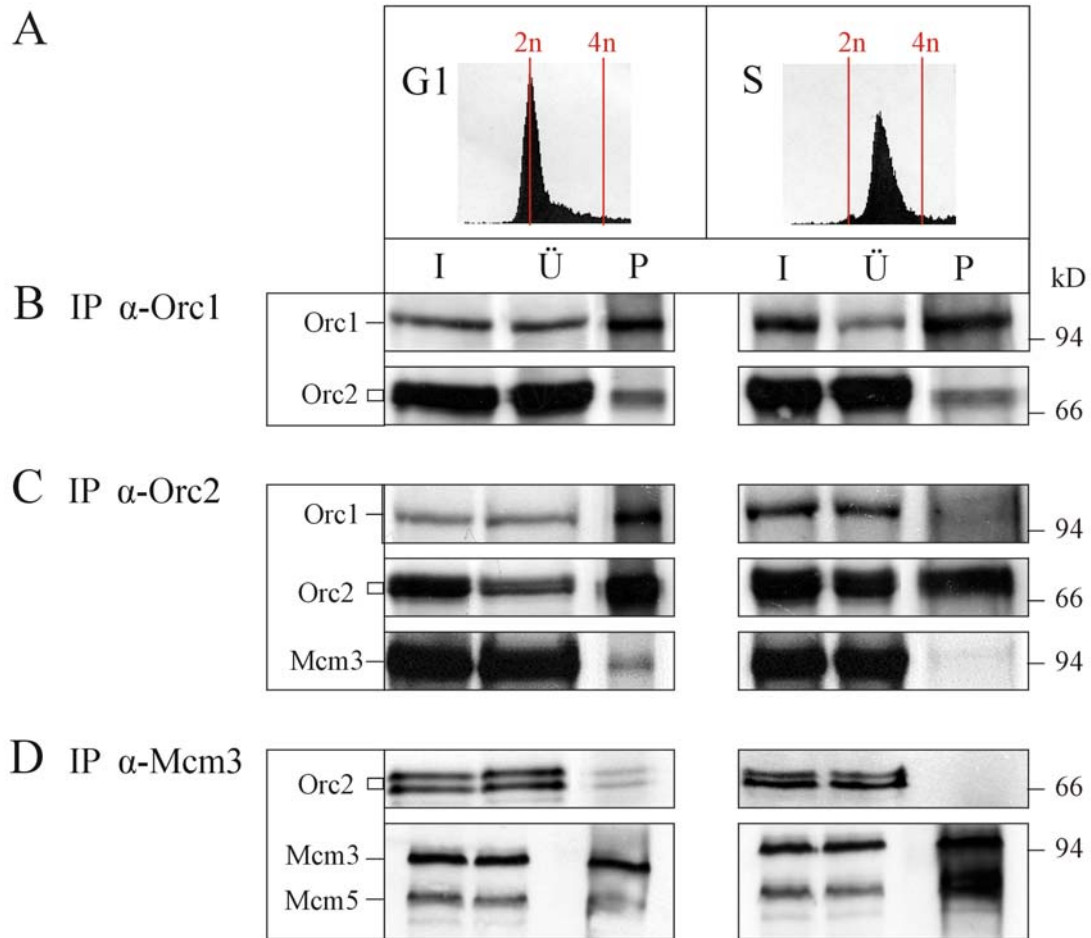 A
2n 4n 2n 4n
G1 S
I Ü P I Ü P kD
B IP α-Orc1
Orc1 94
Orc2 66
C IP α-Orc2
Orc1 94
Orc2 66
Mcm3 94
D IP α-Mcm3
Orc2 66
Mcm3 94
Mcm5